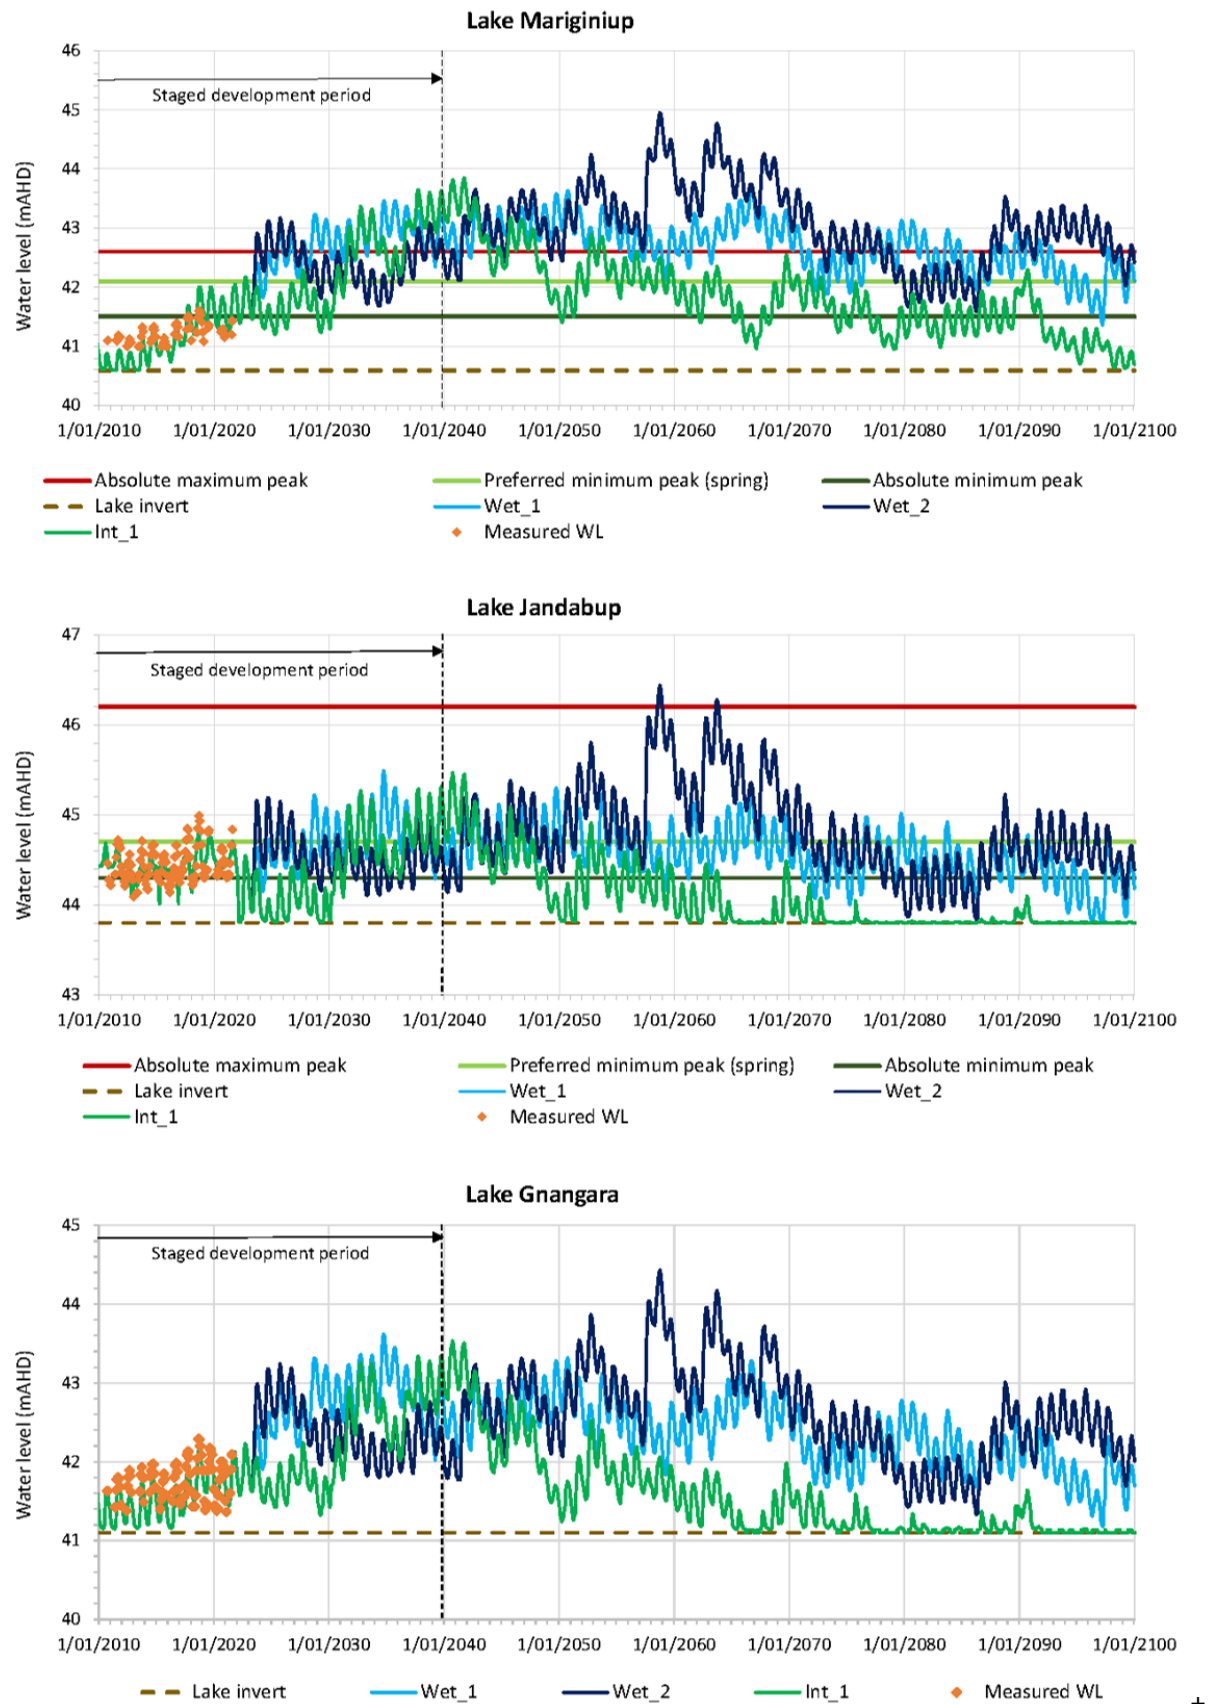 Lake Mariginiup
46
Staged development period
45
44
43
42
41
40
Water level (mAHD)
1/01/2010 1/01/2020 1/01/2030 1/01/2040 1/01/2050 1/01/2060 1/01/2070 1/01/2080 1/01/2090 1/01/2100
Absolute maximum peak Preferred minimum peak (spring) Absolute minimum peak
Lake invert Wet_1 Wet_2
Int_1 Measured WL
Lake Jandabup
47
Staged development period
46
45
44
43
Water level (mAHD)
1/01/2010 1/01/2020 1/01/2030 1/01/2040 1/01/2050 1/01/2060 1/01/2070 1/01/2080 1/01/2090 1/01/2100
Absolute maximum peak Preferred minimum peak (spring) Absolute minimum peak
Lake invert Wet_1 Wet_2
Int_1 Measured WL
Lake Gnangara
45
Staged development period
44
43
42
41
40
Water level (mAHD)
1/01/2010 1/01/2020 1/01/2030 1/01/2040 1/01/2050 1/01/2060 1/01/2070 1/01/2080 1/01/2090 1/01/2100
Lake invert Wet_1 Wet_2 Int_1 Measured WL